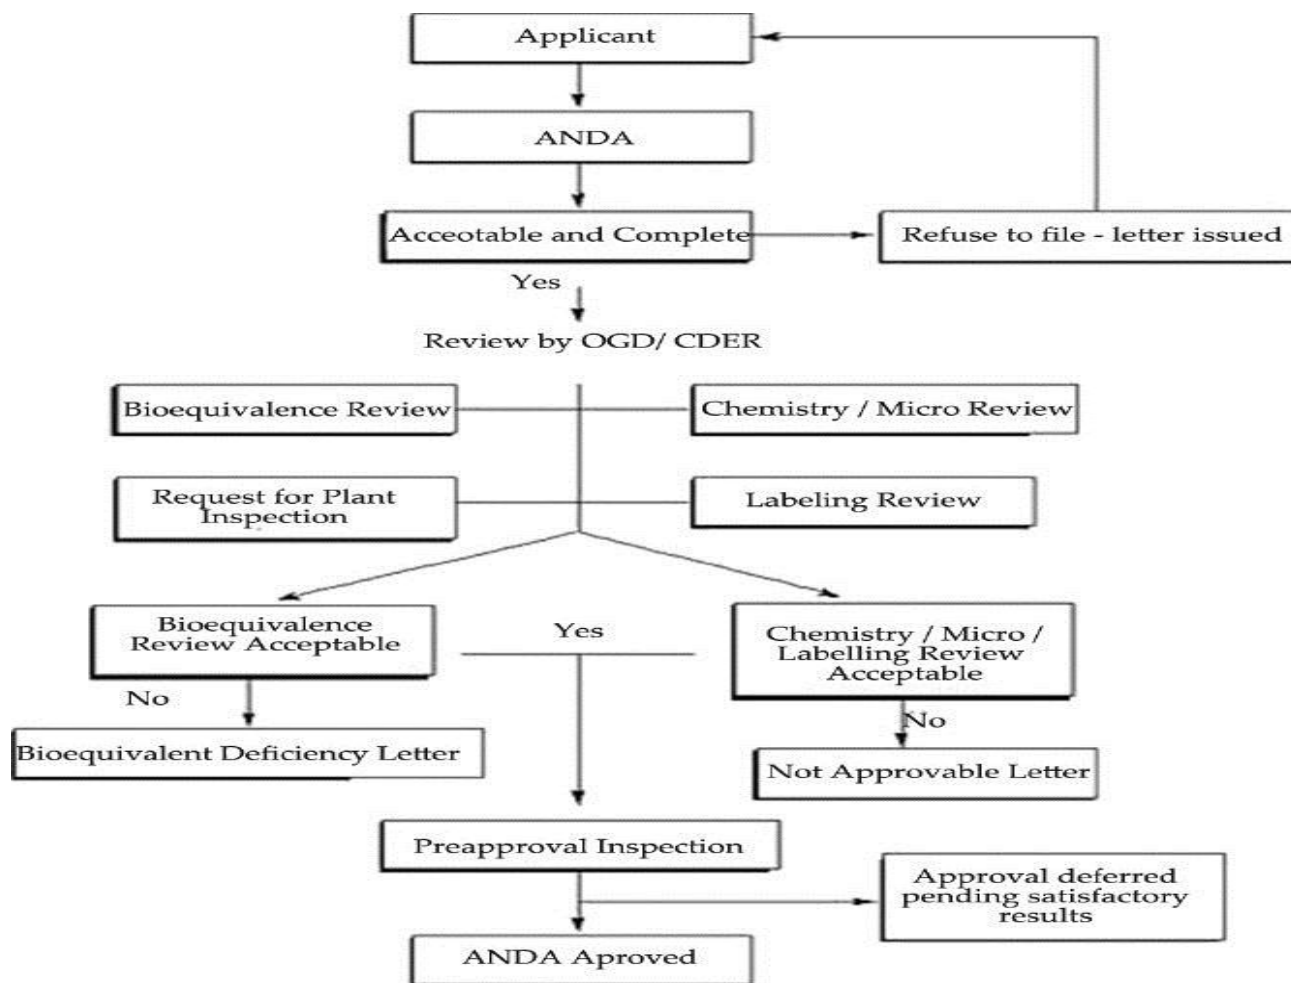 Applicant
ANDA
Acceotable and Complete
Refuse to file - letter issued
Yes
Review by OGD/ CDER
Bioequivalence Review
Chemistry / Micro Review
Request for Plant
Inspection
Labeling Review
Bioequivalence
Review Acceptable
Yes
Chemistry / Micro /
Labelling Review
Acceptable
No
Bioequivalent Deficiency Letter
No
Not Approvable Letter
Preapproval Inspection
Approval deferred
pending satisfactory
results
ANDA Aproved